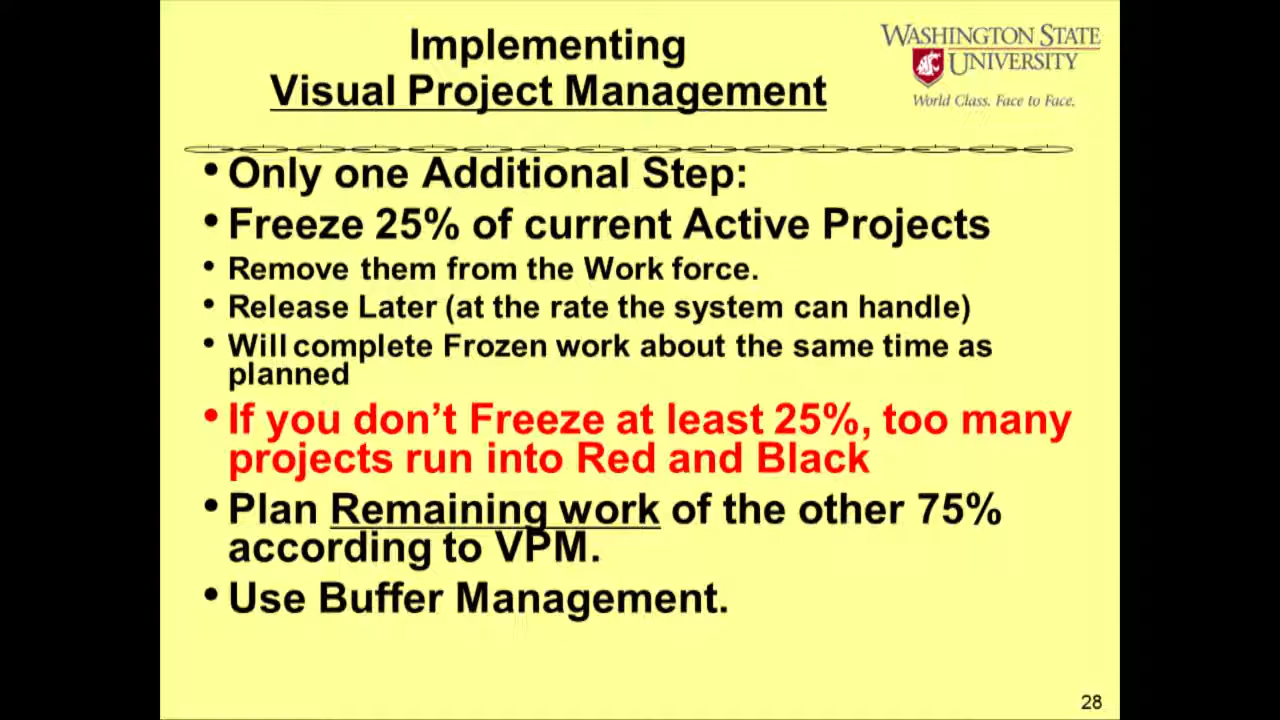 Implementing
Visual Project Management
WASHINGTON STATE
UNIVERSITY
World Class. Face to Face.
• Only one Additional Step:
• Freeze 25% of current Active Projects
• Remove them from the Work force.
• Release Later (at the rate the system can handle)
• Will complete Frozen work about the same time as
planned
• If you don’t Freeze at least 25%, too many
projects run into Red and Black
• Plan Remaining work of the other 75%
according to VPM.
• Use Buffer Management.
28